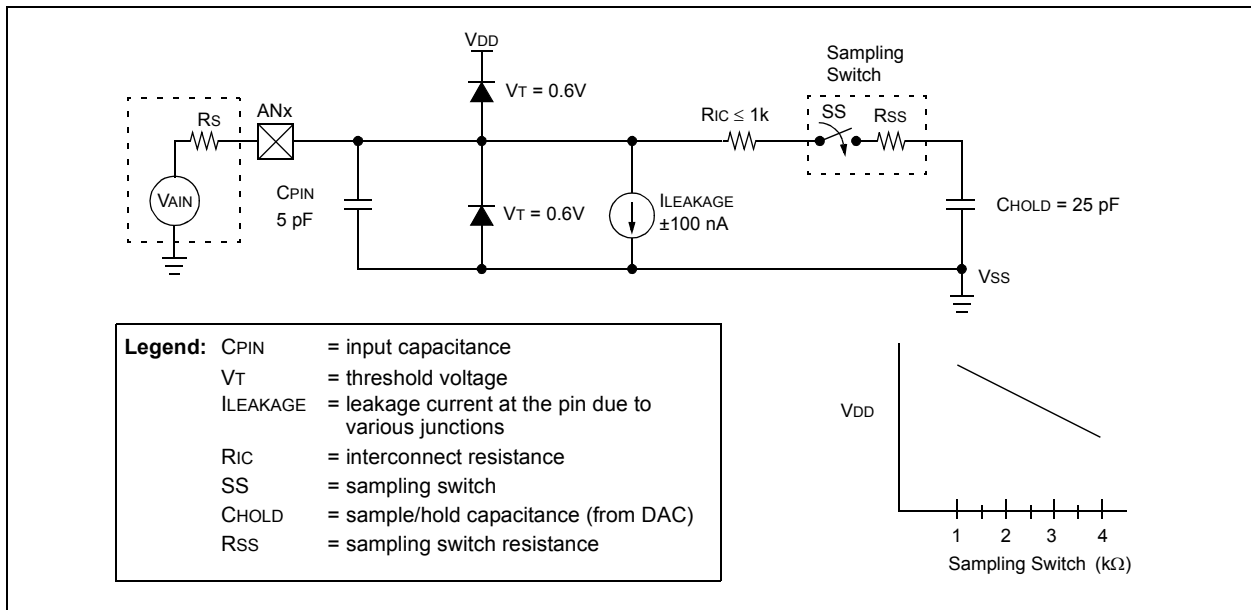 VDD
Sampling
Switch
VT = 0.6V
RS
ANx
RIC ≤ 1k
SS
RSS
VAIN
CPIN
5 pF
VT = 0.6V
ILEAKAGE
±100 nA
CHOLD = 25 pF
VSS
Legend: CPIN = input capacitance
VT = threshold voltage
ILEAKAGE = leakage current at the pin due to
various junctions
RIC = interconnect resistance
SS = sampling switch
CHOLD = sample/hold capacitance (from DAC)
RSS = sampling switch resistance
VDD
1 2 3 4
Sampling Switch (kΩ)